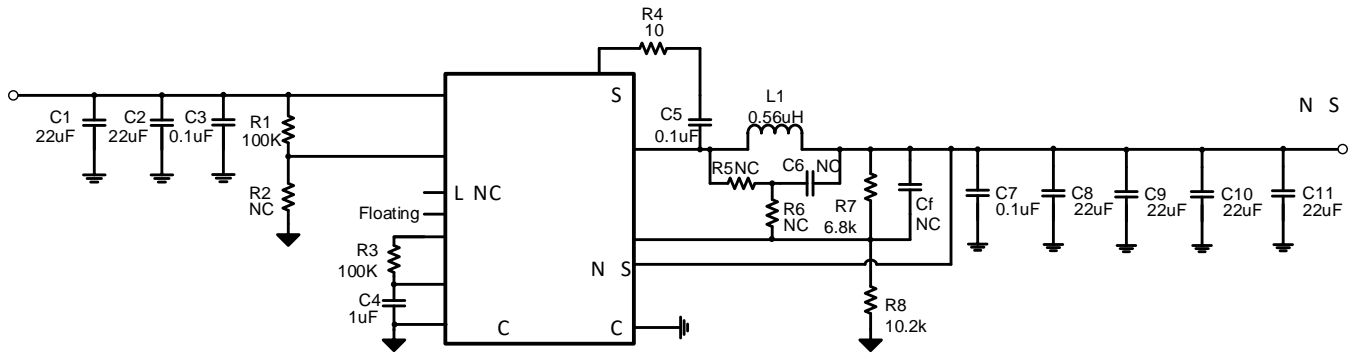 R4
10
S
N S
C1
22uF
C2
22uF
C3
0.1uF
R1
100K
R2
NC
L NC
Floating
R3
100K
C4
1uF
C5
0.1uF
L1
0.56uH
R5NC
C6
NC
R6
NC
R7
6.8k
Cf
NC
C7
0.1uF
C8
22uF
C9
22uF
C10
22uF
C11
22uF
N S
R8
10.2k
C
C